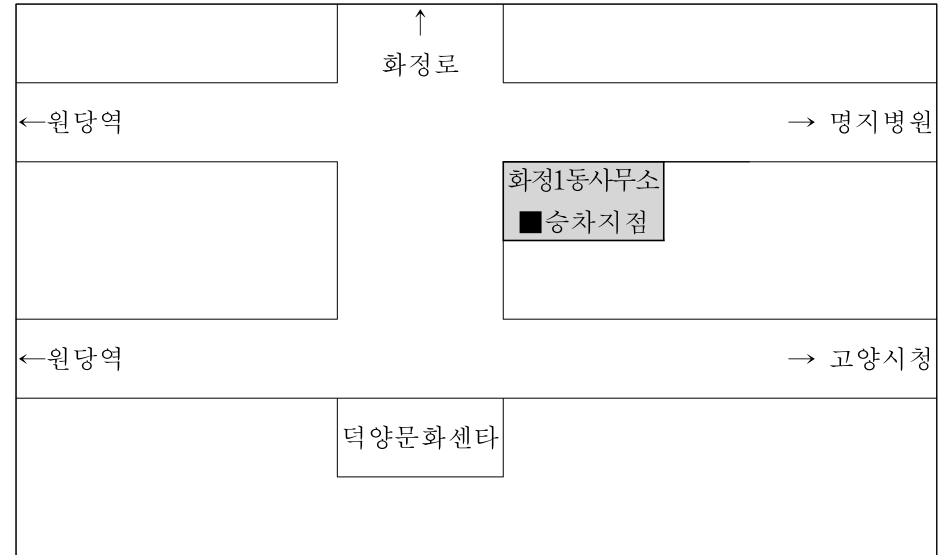 ↑
화정로
←원당역
→ 명지병원
화정1동사무소
■승차지점
←원당역
→ 고양시청
덕양문화센타